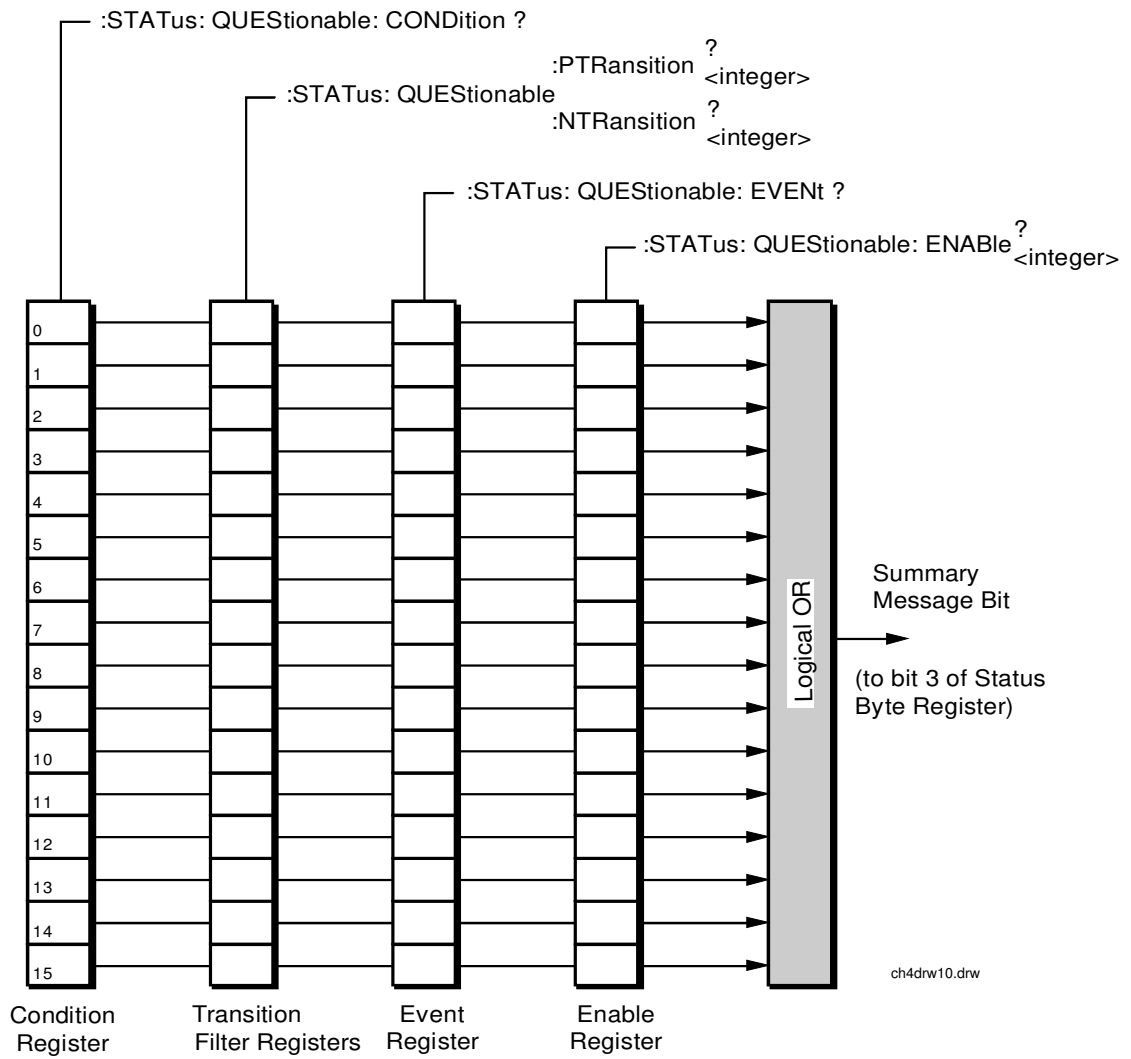 :STATus: QUEStionable: CONDition ?
:STATus: QUEStionable
:PTRansition ?
<integer>
:NTRansition ?
<integer>
:STATus: QUEStionable: EVENt ?
:STATus: QUEStionable: ENABle ?
<integer>
0
1
2
3
4
5
6
7
8
9
10
11
12
13
14
15
Logical OR
Summary
Message Bit
(to bit 3 of Status
Byte Register)
ch4drw10.drw
Condition
Register
Transition
Filter Registers
Event
Register
Enable
Register